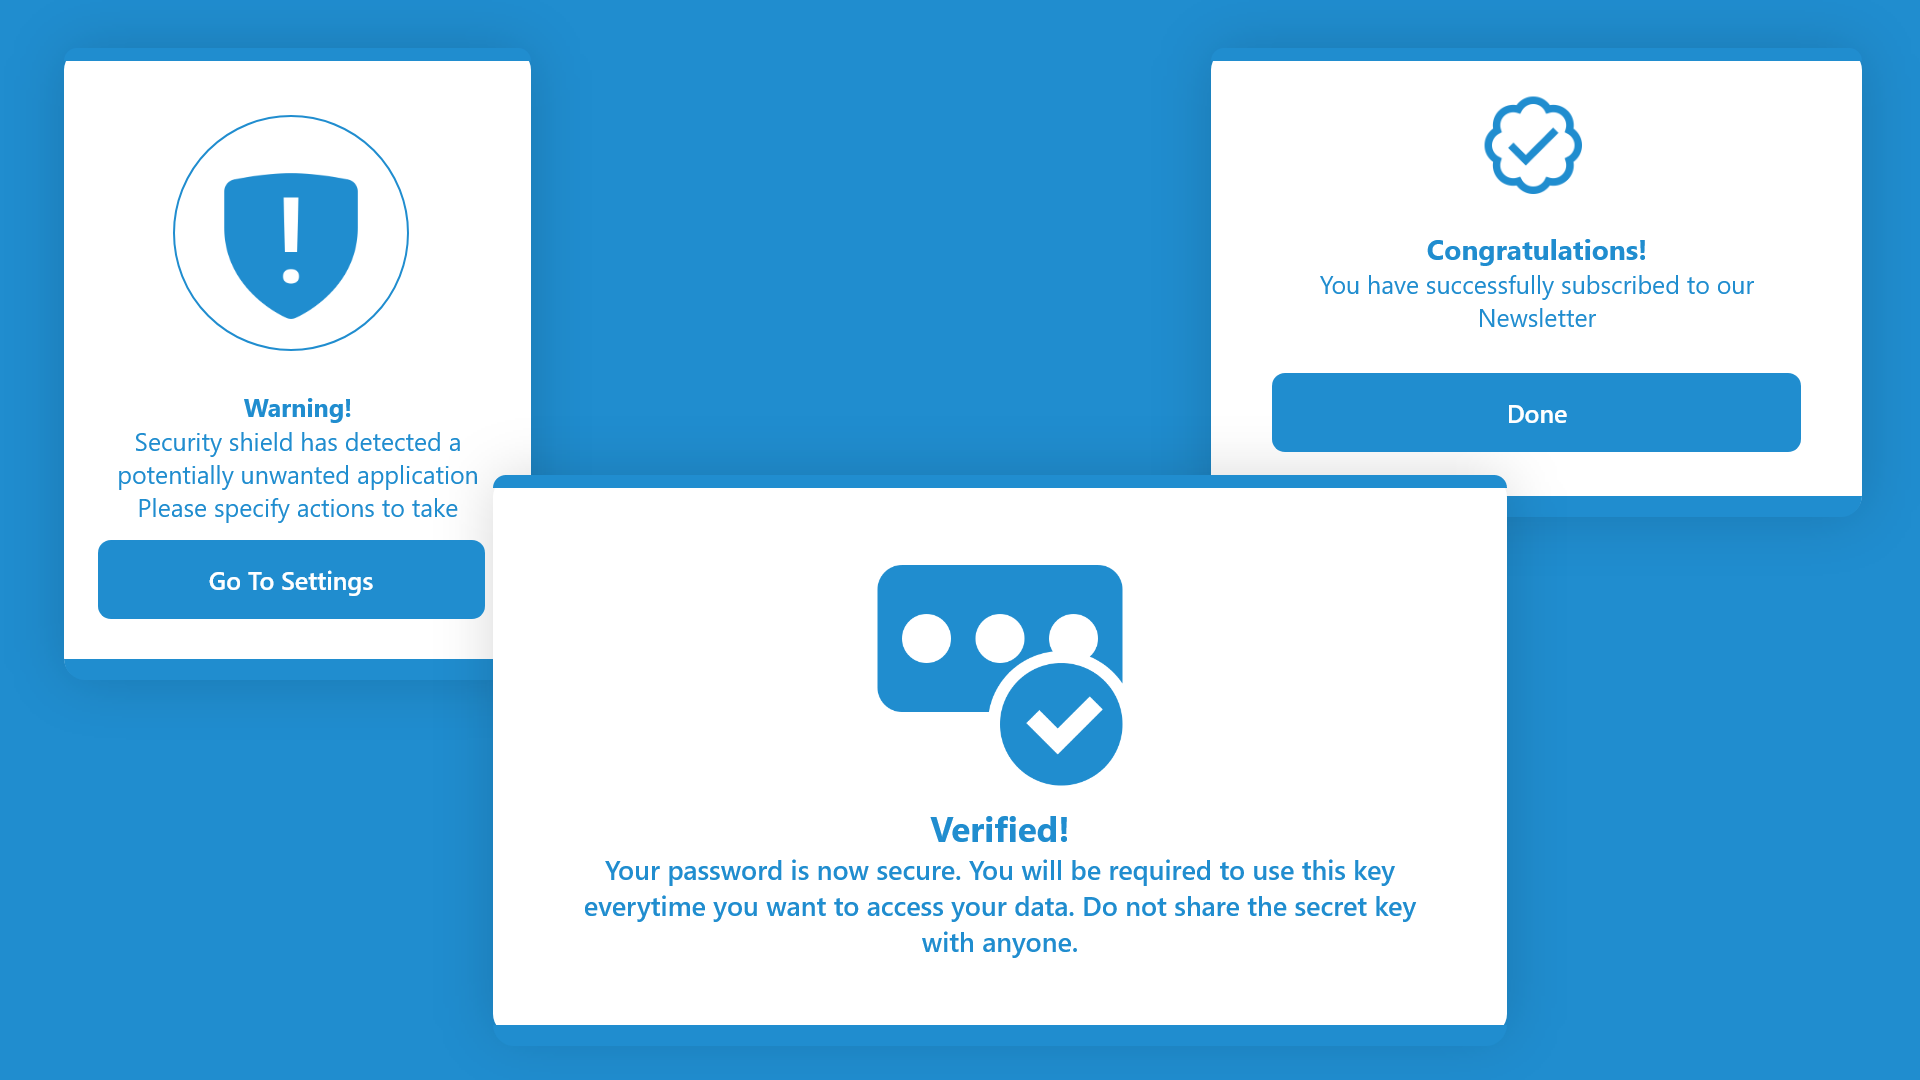 Warning!
Security shield has detected a
potentially unwanted application
Please specify actions to take
Go To Settings
Congratulations!
You have successfully subscribed to our
Newsletter
Done
Verified!
Your password is now secure. You will be required to use this key
everytime you want to access your data. Do not share the secret key
with anyone.